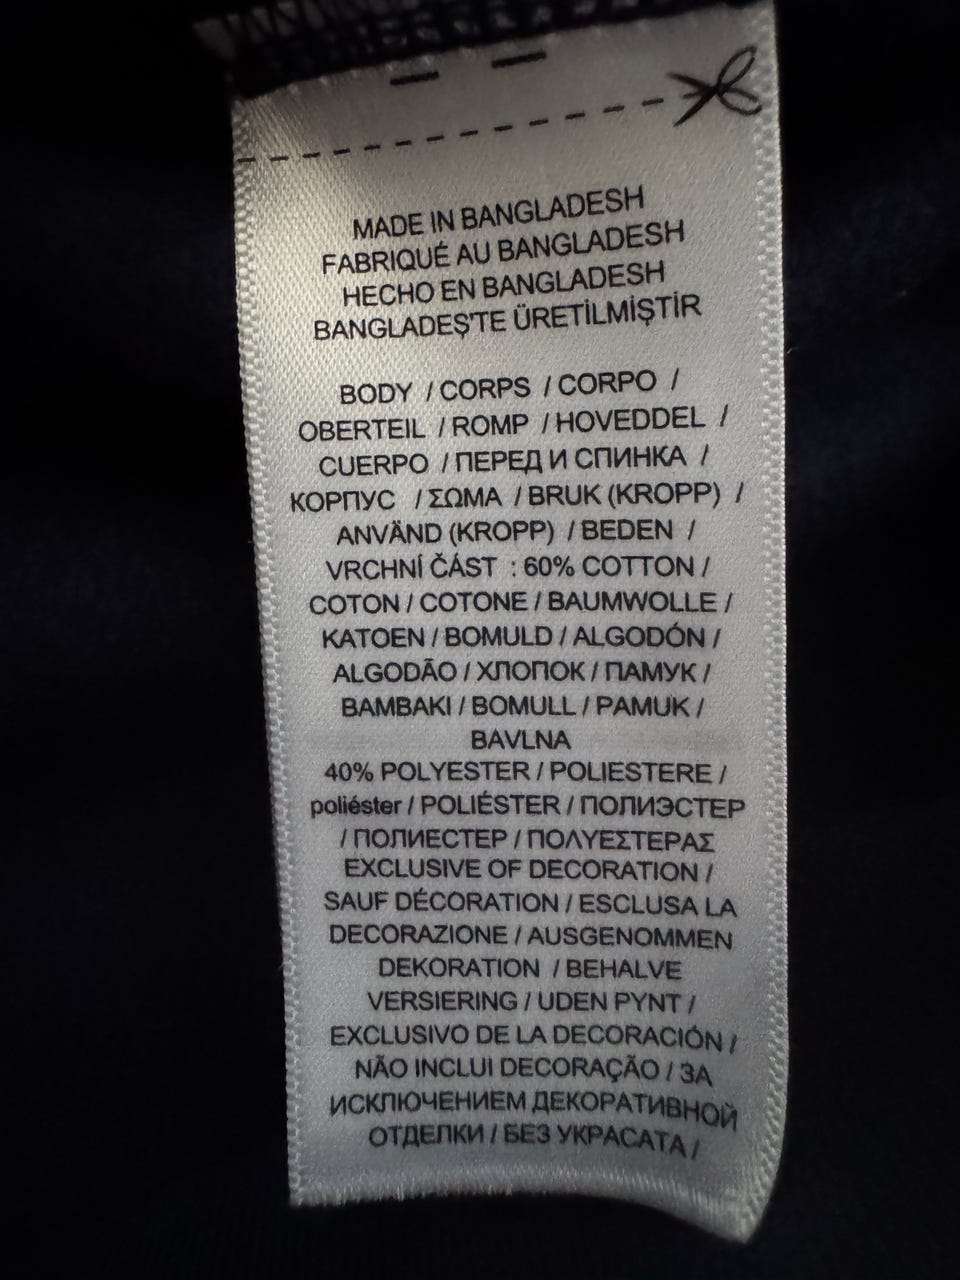 MADE IN BANGLADESH
FABRIQUÉ AU BANGLADESH
HECHO EN BANGLADESH
BANGLADEŞ'TE ÜRETİLMİŞTİR
BODY / CORPS / CORPO /
OBERTEIL / ROMP / HOVEDDEL /
CUERPO / ПЕРЕД И СПИНКА /
КОРПУС / ΣΩΜΑ / BRUK (KROPP) /
ANVÄND (KROPP) / BEDEN /
VRCHNÍ ČÁST : 60% COTTON /
COTON / COTONE / BAUMWOLLE /
KATOEN / BOMULD / ALGODÓN /
ALGODÃO / ХЛОПОК / ПАМУК /
BAMBAKI / BOMULL / PAMUK /
BAVLNA
40% POLYESTER / POLIESTERE /
poliéster / POLIÉSTER / ПОЛИЭСТЕР
/ ПОЛИЕСТЕР / ΠΟΛΥΕΣΤΕΡΑΣ
EXCLUSIVE OF DECORATION /
SAUF DÉCORATION / ESCLUSA LA
DECORAZIONE / AUSGENOMMEN
DEKORATION / BEHALVE
VERSIERING / UDEN PYNT /
EXCLUSIVO DE LA DECORACIÓN /
NÃO INCLUI DECORAÇÃO / ЗА
ИСКЛЮЧЕНИЕМ ДЕКОРАТИВНОЙ
ОТДЕЛКИ / БЕЗ УКРАСАТА /